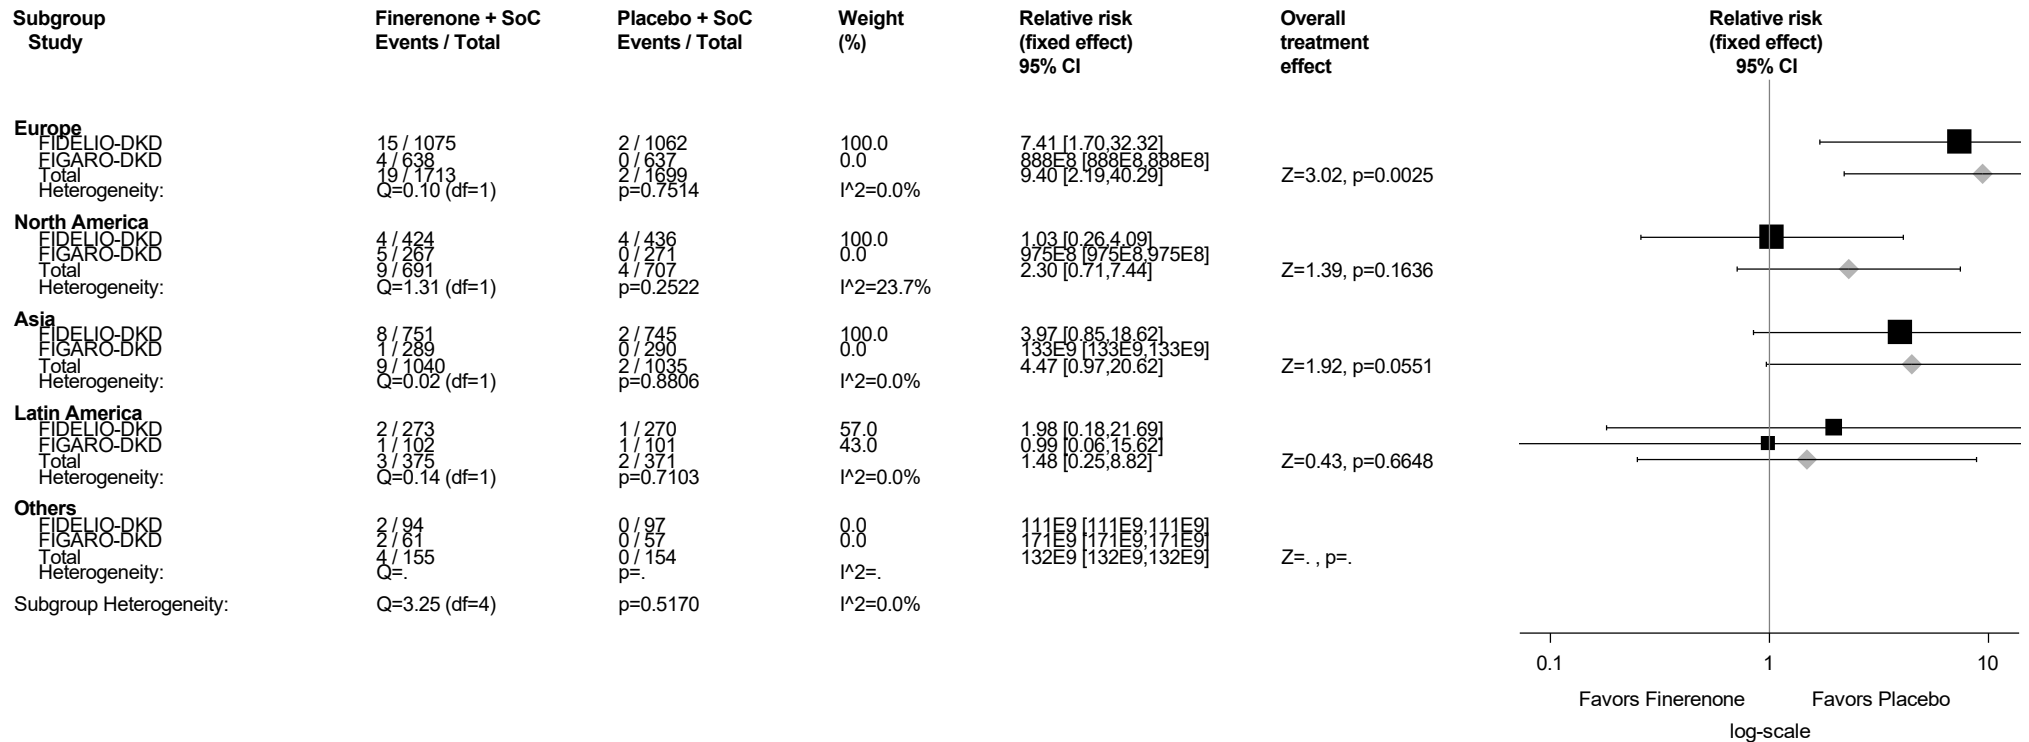 Subgroup Finerenone + SoC Placebo + SoC Weight Relative risk Overall Relative risk
Study Events / Total Events / Total (%) (fixed effect) treatment (fixed effect)
95% CI effect 95% CI
Europe
FIDELIO-DKD 15 / 1075 2 / 1062 100.0 7.41 [1.70,32.32]
FIGARO-DKD 4 / 638 0 / 637 0.0 888E8 [888E8,888E8]
Total 19 / 1713 2 / 1699 9.40 [2.19,40.29] Z=3.02, p=0.0025
Heterogeneity: Q=0.10 (df=1) p=0.7514 I^2=0.0%
North America
FIDELIO-DKD 4 / 424 4 / 436 100.0 1.03 [0.26,4.09]
FIGARO-DKD 5 / 267 0 / 271 0.0 975E8 [975E8,975E8]
Total 9 / 691 4 / 707 2.30 [0.71,7.44] Z=1.39, p=0.1636
Heterogeneity: Q=1.31 (df=1) p=0.2522 I^2=23.7%
Asia
FIDELIO-DKD 8 / 751 2 / 745 100.0 3.97 [0.85,18.62]
FIGARO-DKD 1 / 289 0 / 290 0.0 133E9 [133E9,133E9]
Total 9 / 1040 2 / 1035 4.47 [0.97,20.62] Z=1.92, p=0.0551
Heterogeneity: Q=0.02 (df=1) p=0.8806 I^2=0.0%
Latin America
FIDELIO-DKD 2 / 273 1 / 270 57.0 1.98 [0.18,21.69]
FIGARO-DKD 1 / 102 1 / 101 43.0 0.99 [0.06,15.62]
Total 3 / 375 2 / 371 1.48 [0.25,8.82] Z=0.43, p=0.6648
Heterogeneity: Q=0.14 (df=1) p=0.7103 I^2=0.0%
Others
FIDELIO-DKD 2 / 94 0 / 97 0.0 111E9 [111E9,111E9]
FIGARO-DKD 2 / 61 0 / 57 0.0 171E9 [171E9,171E9]
Total 4 / 155 0 / 154 132E9 [132E9,132E9] Z=. , p=.
Heterogeneity: Q=. p=. I^2=.
Subgroup Heterogeneity: Q=3.25 (df=4) p=0.5170 I^2=0.0%
0.1 1 10
Favors Finerenone Favors Placebo
log-scale